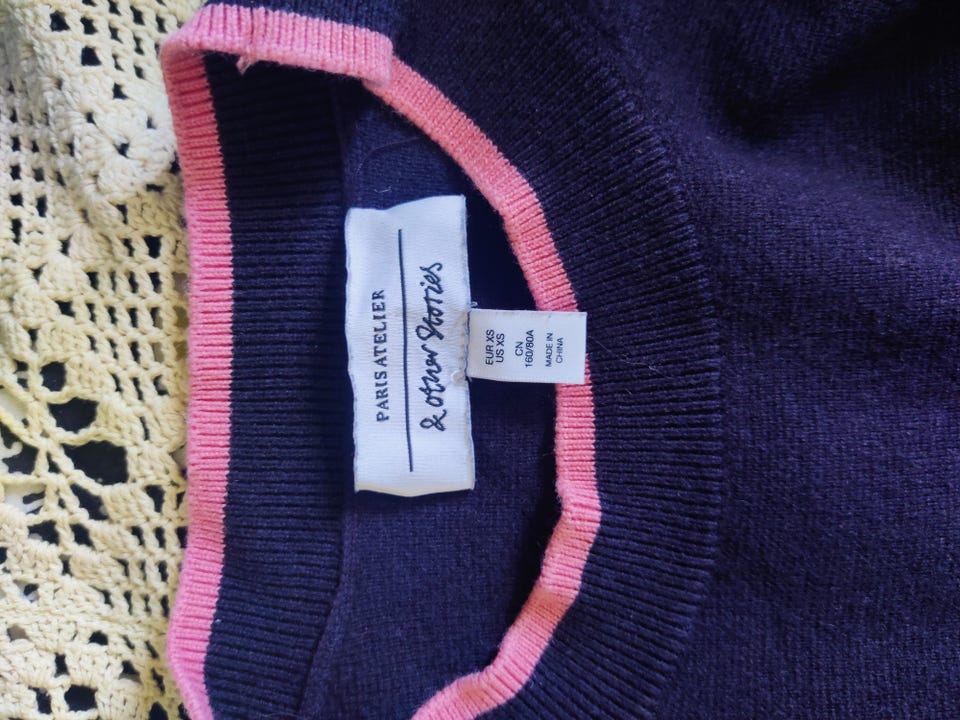 PARIS ATELIER
& other Stories
EUR XS
US XS
CN
160/80A
MADE IN
CHINA